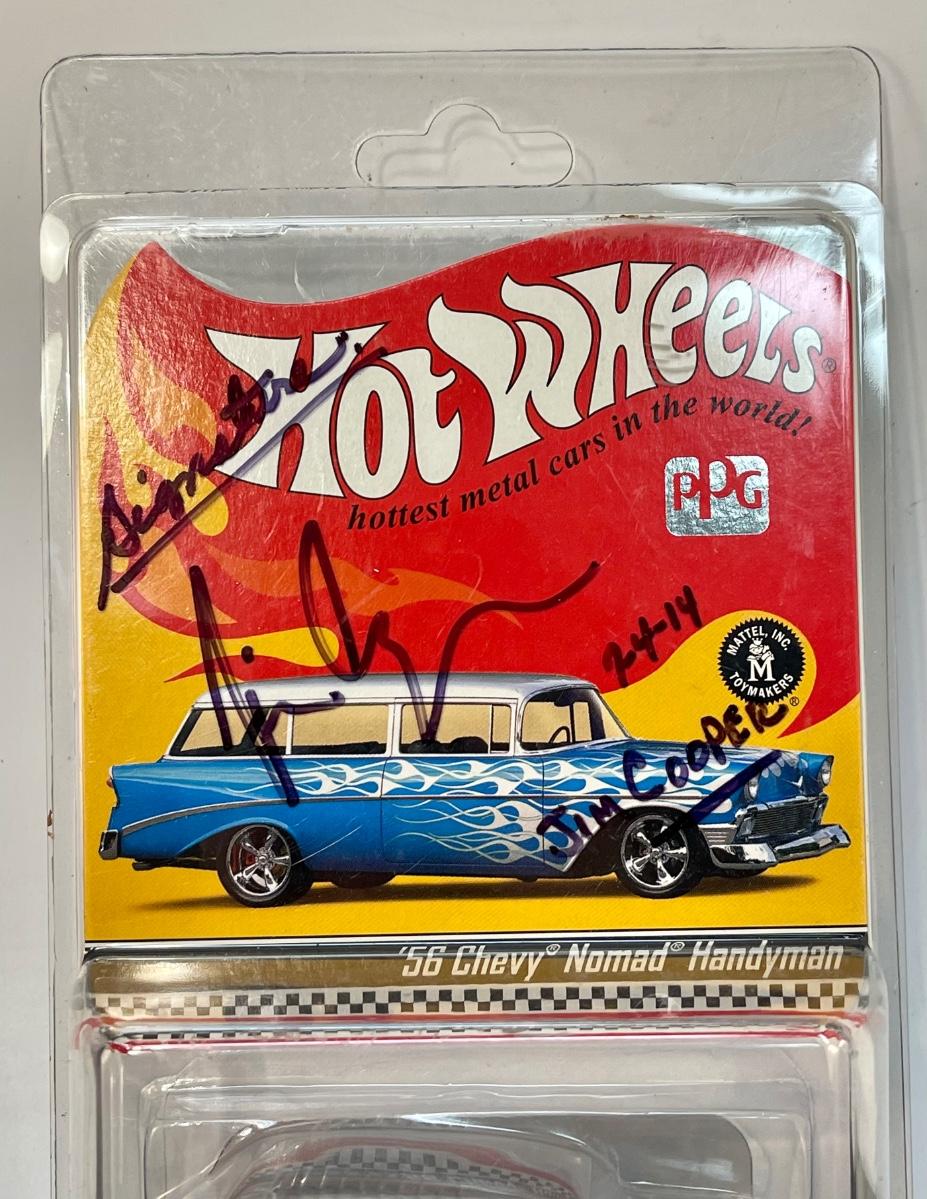 HOT WHEELS®
hottest metal cars in the world!
PPG
"Signature"
2-4-14
MATTEL, INC.
M
TOYMAKERS
®
JIM COOPER
'56 Chevy® Nomad® Handyman